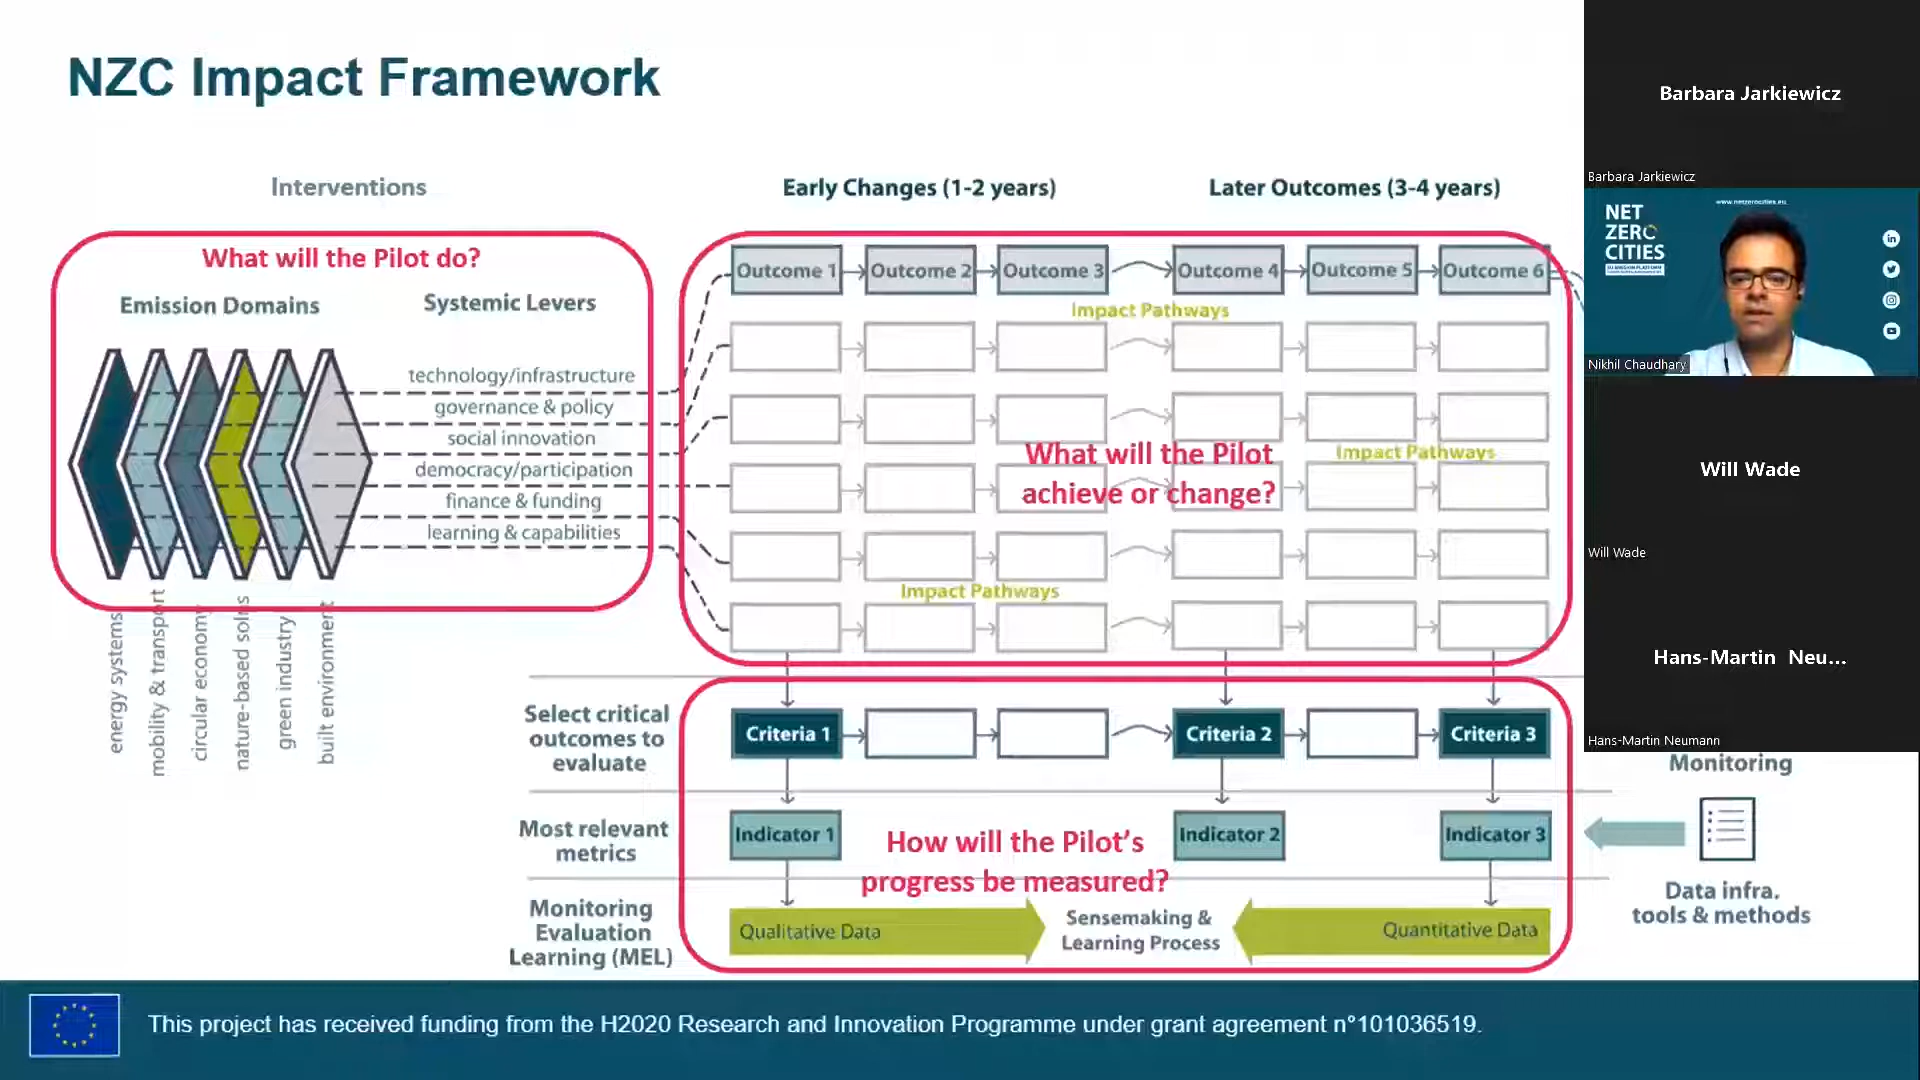 NZC Impact Framework
Interventions
Early Changes (1-2 years)
Later Outcomes (3-4 years)
What will the Pilot do?
Emission Domains
Systemic Levers
technology/infrastructure
governance & policy
social innovation
democracy/participation
finance & funding
learning & capabilities
energy systems
mobility & transport
circular economy
nature-based solns
green industry
built environment
Outcome 1
Outcome 2
Outcome 3
Outcome 4
Outcome 5
Outcome 6
Impact Pathways
What will the Pilot
achieve or change?
Impact Pathways
Impact Pathways
Select critical
outcomes to
evaluate
Criteria 1
Criteria 2
Criteria 3
Most relevant
metrics
Indicator 1
Indicator 2
Indicator 3
How will the Pilot's
progress be measured?
Monitoring
Evaluation
Learning (MEL)
Qualitative Data
Sensemaking &
Learning Process
Quantitative Data
Monitoring
Data infra.
tools & methods
This project has received funding from the H2020 Research and Innovation Programme under grant agreement n°101036519.
Barbara Jarkiewicz
Barbara Jarkiewicz
NET
ZERO
CITIES
www.netzerocities.eu
Nikhil Chaudhary
Will Wade
Will Wade
Hans-Martin Neu...
Hans-Martin Neumann